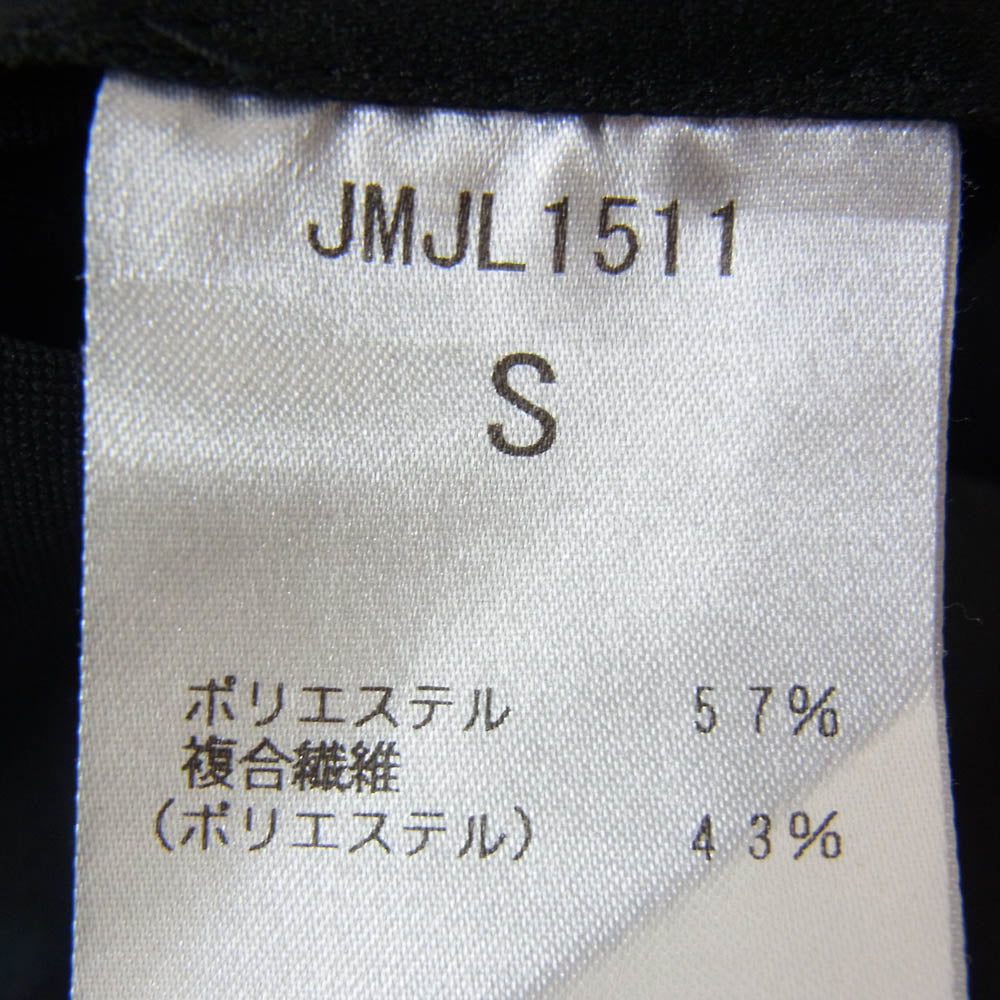 JMJL1511
S
ポリエステル 57%
複合繊維
(ポリエステル) 43%